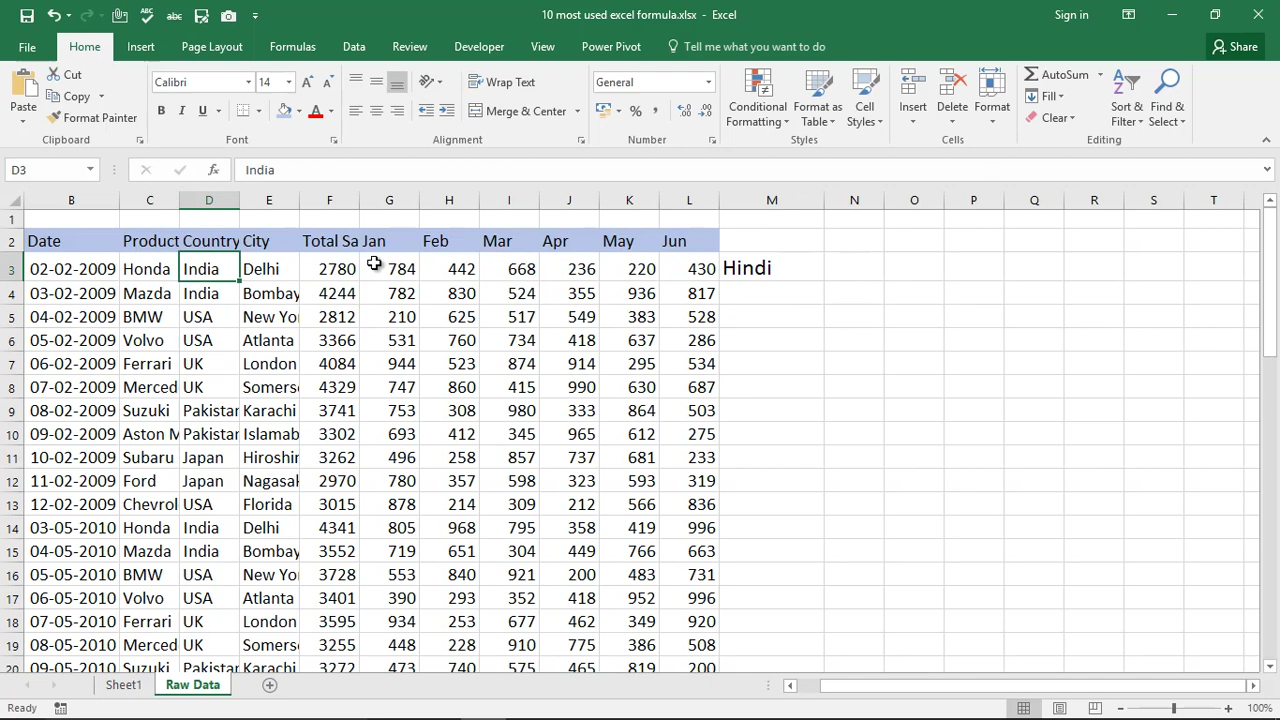 10 most used excel formula.xlsx - Excel
Sign in
File Home Insert Page Layout Formulas Data Review View Developer Power Pivot Tell me what you want to do Share
Paste Cut Copy Format Painter Clipboard
Calibri 14 B I U A Font
Wrap Text Merge & Center Alignment
General % , Number
Conditional Formatting Format as Table Cell Styles Styles
Insert Delete Format Cells
AutoSum Fill Clear Sort & Filter Find & Select Editing
D3 fx India
B C D E F G H I J K L M N O P Q R S T
1
2 Date Product Country City Total Sa Jan Feb Mar Apr May Jun
3 02-02-2009 Honda India Delhi 2780 784 442 668 236 220 430 Hindi
4 03-02-2009 Mazda India Bombay 4244 782 830 524 355 936 817
5 04-02-2009 BMW USA New Yo 2812 210 625 517 549 383 528
6 05-02-2009 Volvo USA Atlanta 3366 531 760 734 418 637 286
7 06-02-2009 Ferrari UK London 4084 944 523 874 914 295 534
8 07-02-2009 Merced UK Somers 4329 747 860 415 990 630 687
9 08-02-2009 Suzuki Pakistar Karachi 3741 753 308 980 333 864 503
10 09-02-2009 Aston M Pakistar Islamab 3302 693 412 345 965 612 275
11 10-02-2009 Subaru Japan Hiroshi 3262 496 258 857 737 681 233
12 11-02-2009 Ford Japan Nagasak 2970 780 357 598 323 593 319
13 12-02-2009 Chevrol USA Florida 3015 878 214 309 212 566 836
14 03-05-2010 Honda India Delhi 4341 805 968 795 358 419 996
15 04-05-2010 Mazda India Bombay 3552 719 651 304 449 766 663
16 05-05-2010 BMW USA New Yo 3728 553 840 921 200 483 731
17 06-05-2010 Volvo USA Atlanta 3401 390 293 352 418 952 996
18 07-05-2010 Ferrari UK London 3595 934 253 677 462 349 920
19 08-05-2010 Merced UK Somers 3255 448 228 910 775 386 508
20 09-05-2010 Suzuki Pakistar Karachi 3272 473 740 575 465 819 200
Sheet1 Raw Data
Ready 100%